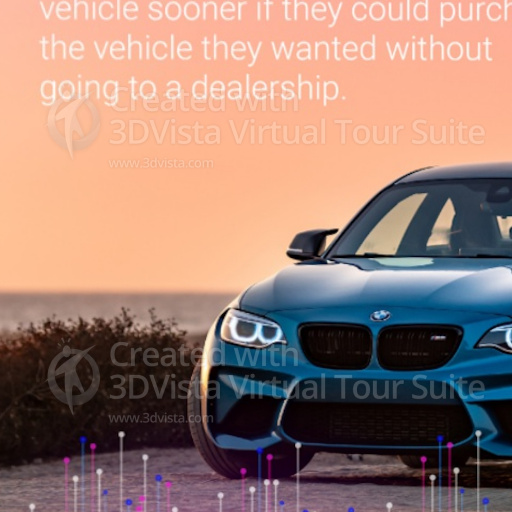 vehicle sooner if they could purch
the vehicle they wanted without
going to a dealership.
Created with
3DVista Virtual Tour Suite
www.3dvista.com
Created with
3DVista Virtual Tour Suite
www.3dvista.com